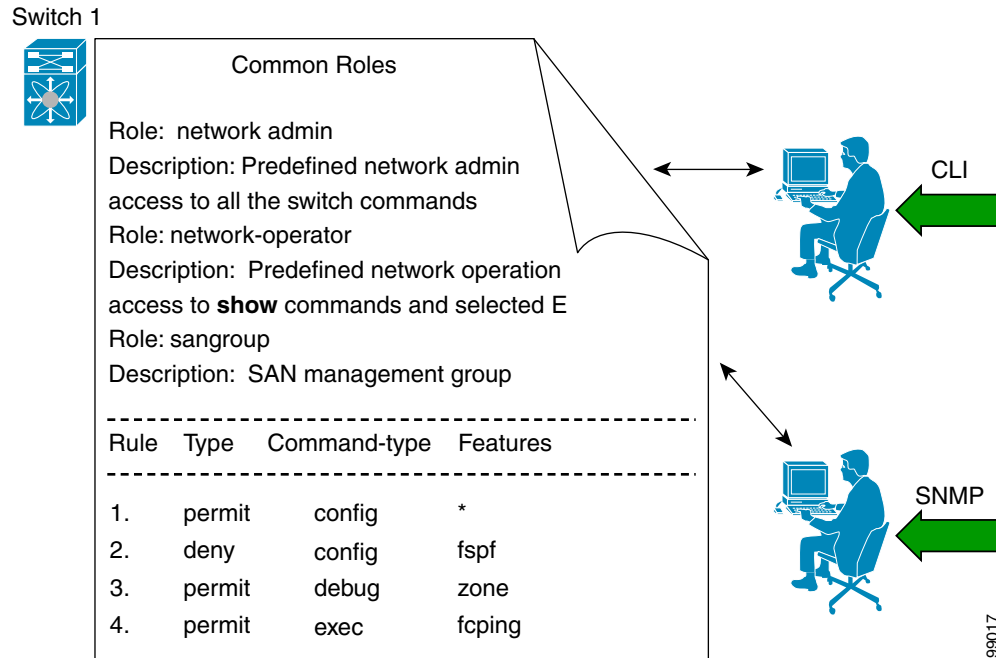 Switch 1
Common Roles
Role: network admin
Description: Predefined network admin
access to all the switch commands
Role: network-operator
Description: Predefined network operation
access to show commands and selected E
Role: sangroup
Description: SAN management group
Rule Type Command-type Features
1. permit config *
2. deny config fspf
3. permit debug zone
4. permit exec fcping
CLI
SNMP
99017